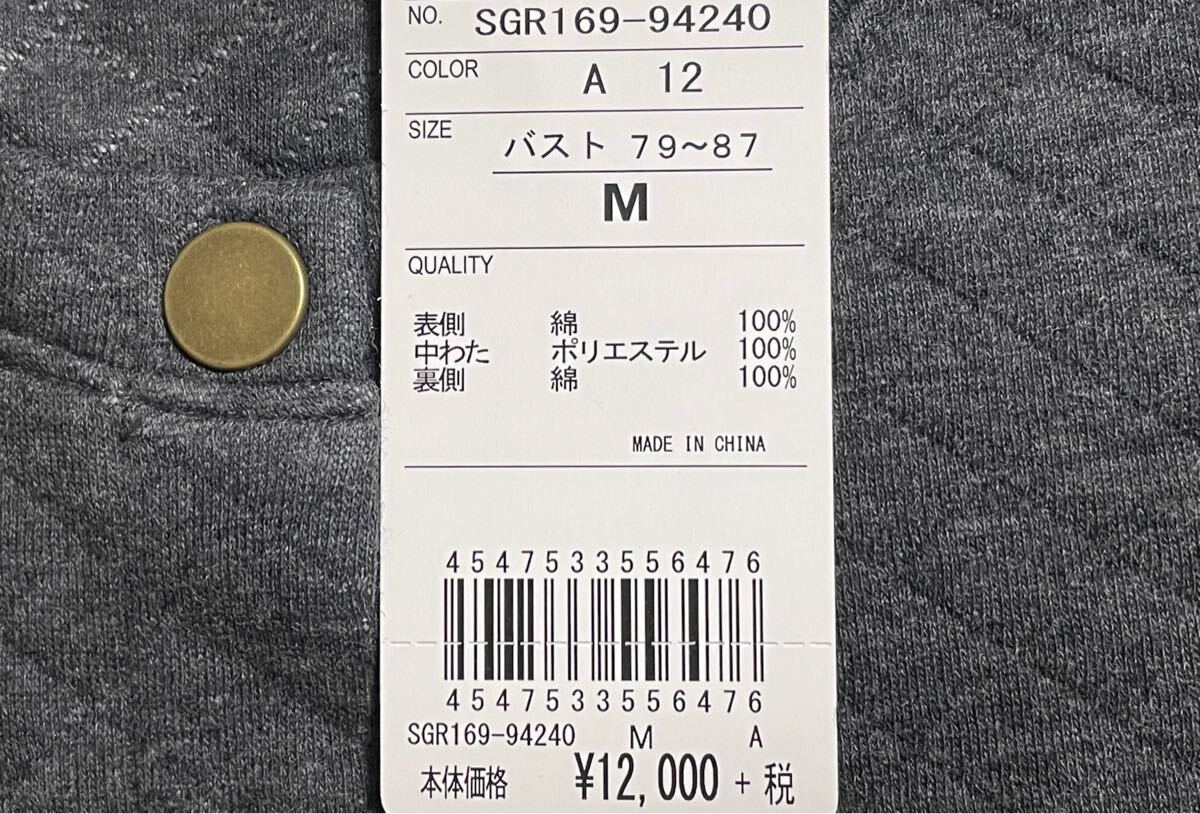 NO. SGR169-94240
COLOR A 12
SIZE バスト 79～87
M
QUALITY
表側 綿 100%
中わた ポリエステル 100%
裏側 綿 100%
MADE IN CHINA
4547533556476
4547533556476
SGR169-94240 M A
本体価格 ¥12,000 + 税